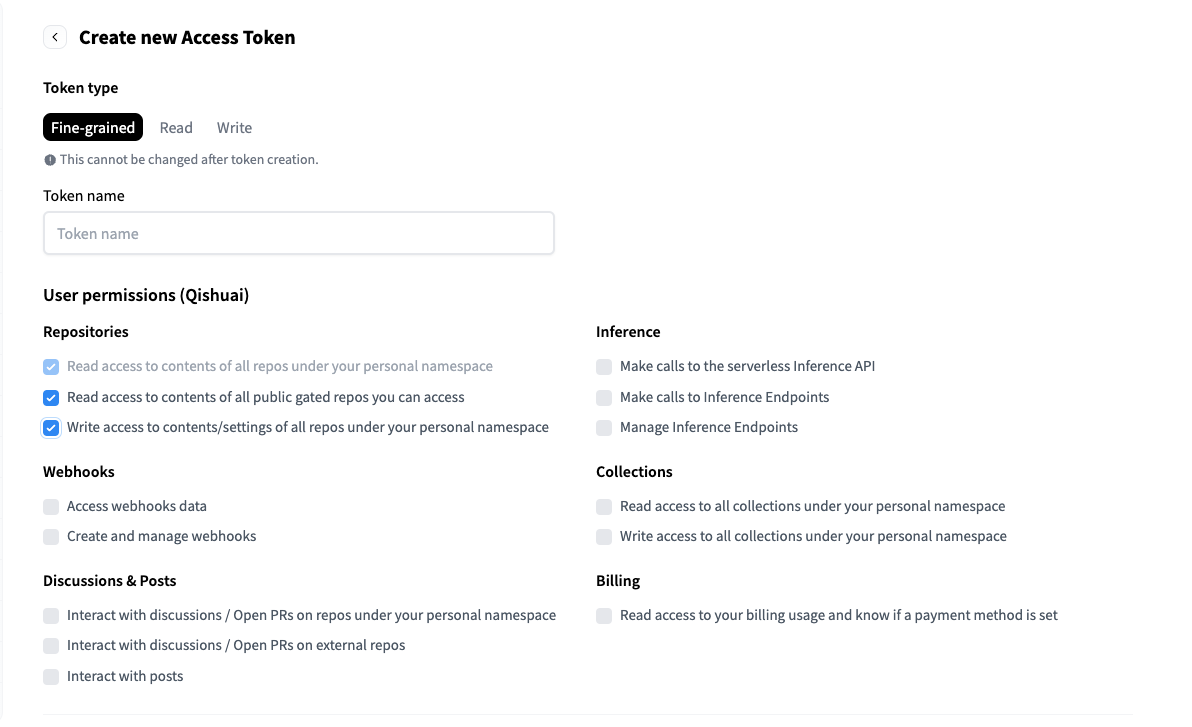 Create new Access Token
Token type
Fine-grained Read Write
This cannot be changed after token creation.
Token name
Token name
User permissions (Qishuai)
Repositories
Read access to contents of all repos under your personal namespace
Read access to contents of all public gated repos you can access
Write access to contents/settings of all repos under your personal namespace
Inference
Make calls to the serverless Inference API
Make calls to Inference Endpoints
Manage Inference Endpoints
Webhooks
Access webhooks data
Create and manage webhooks
Collections
Read access to all collections under your personal namespace
Write access to all collections under your personal namespace
Discussions & Posts
Interact with discussions / Open PRs on repos under your personal namespace
Interact with discussions / Open PRs on external repos
Interact with posts
Billing
Read access to your billing usage and know if a payment method is set